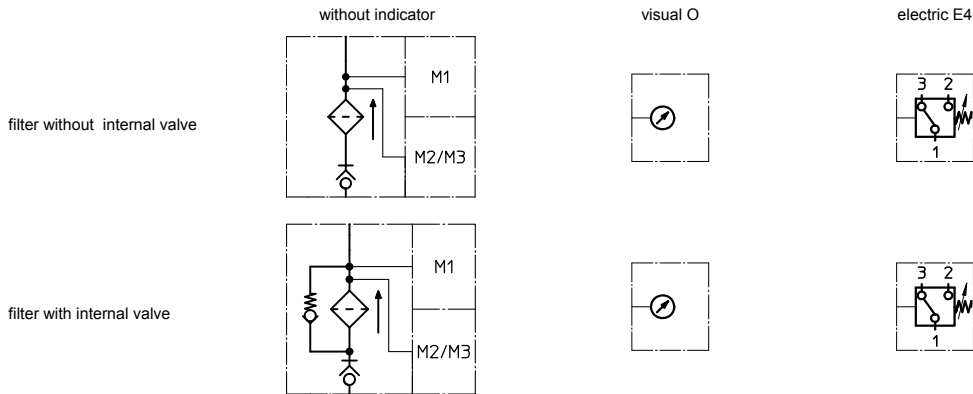 without indicator
visual O
electric E4
M1
3 2
filter without internal valve
M2/M3
1
M1
3 2
filter with internal valve
M2/M3
1